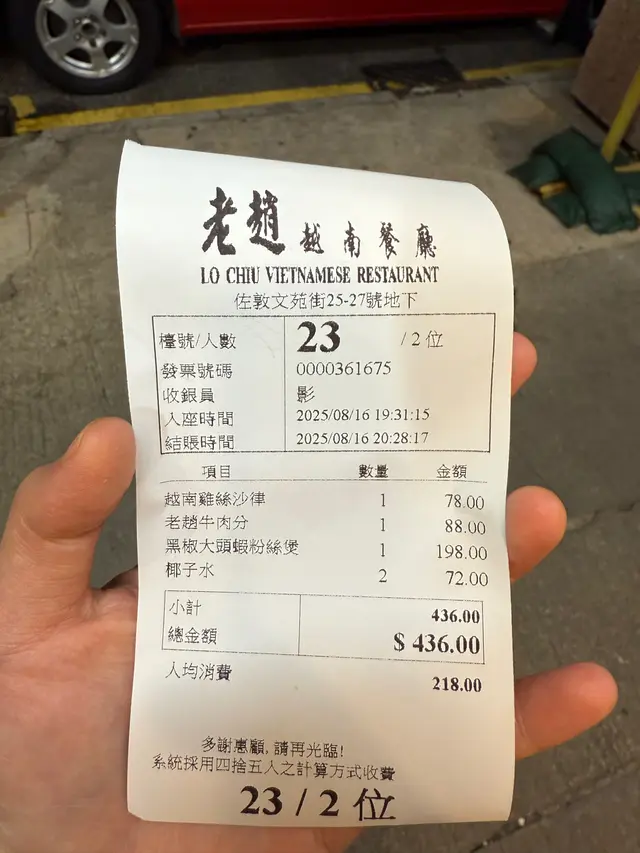 老趙越南餐廳
LO CHIU VIETNAMESE RESTAURANT
佐敦文苑街25-27號地下
檯號/人數 23 /2位
發票號碼 0000361675
收銀員 影
入座時間 2025/08/16 19:31:15
結賬時間 2025/08/16 20:28:17
項目 數量 金額
越南雞絲沙律 1 78.00
老趙牛肉分 1 88.00
黑椒大頭蝦粉絲煲 1 198.00
椰子水 2 72.00
小計 436.00
總金額 $ 436.00
人均消費 218.00
多謝惠顧, 請再光臨!
系統採用四捨五入之計算方式收費
23 / 2 位